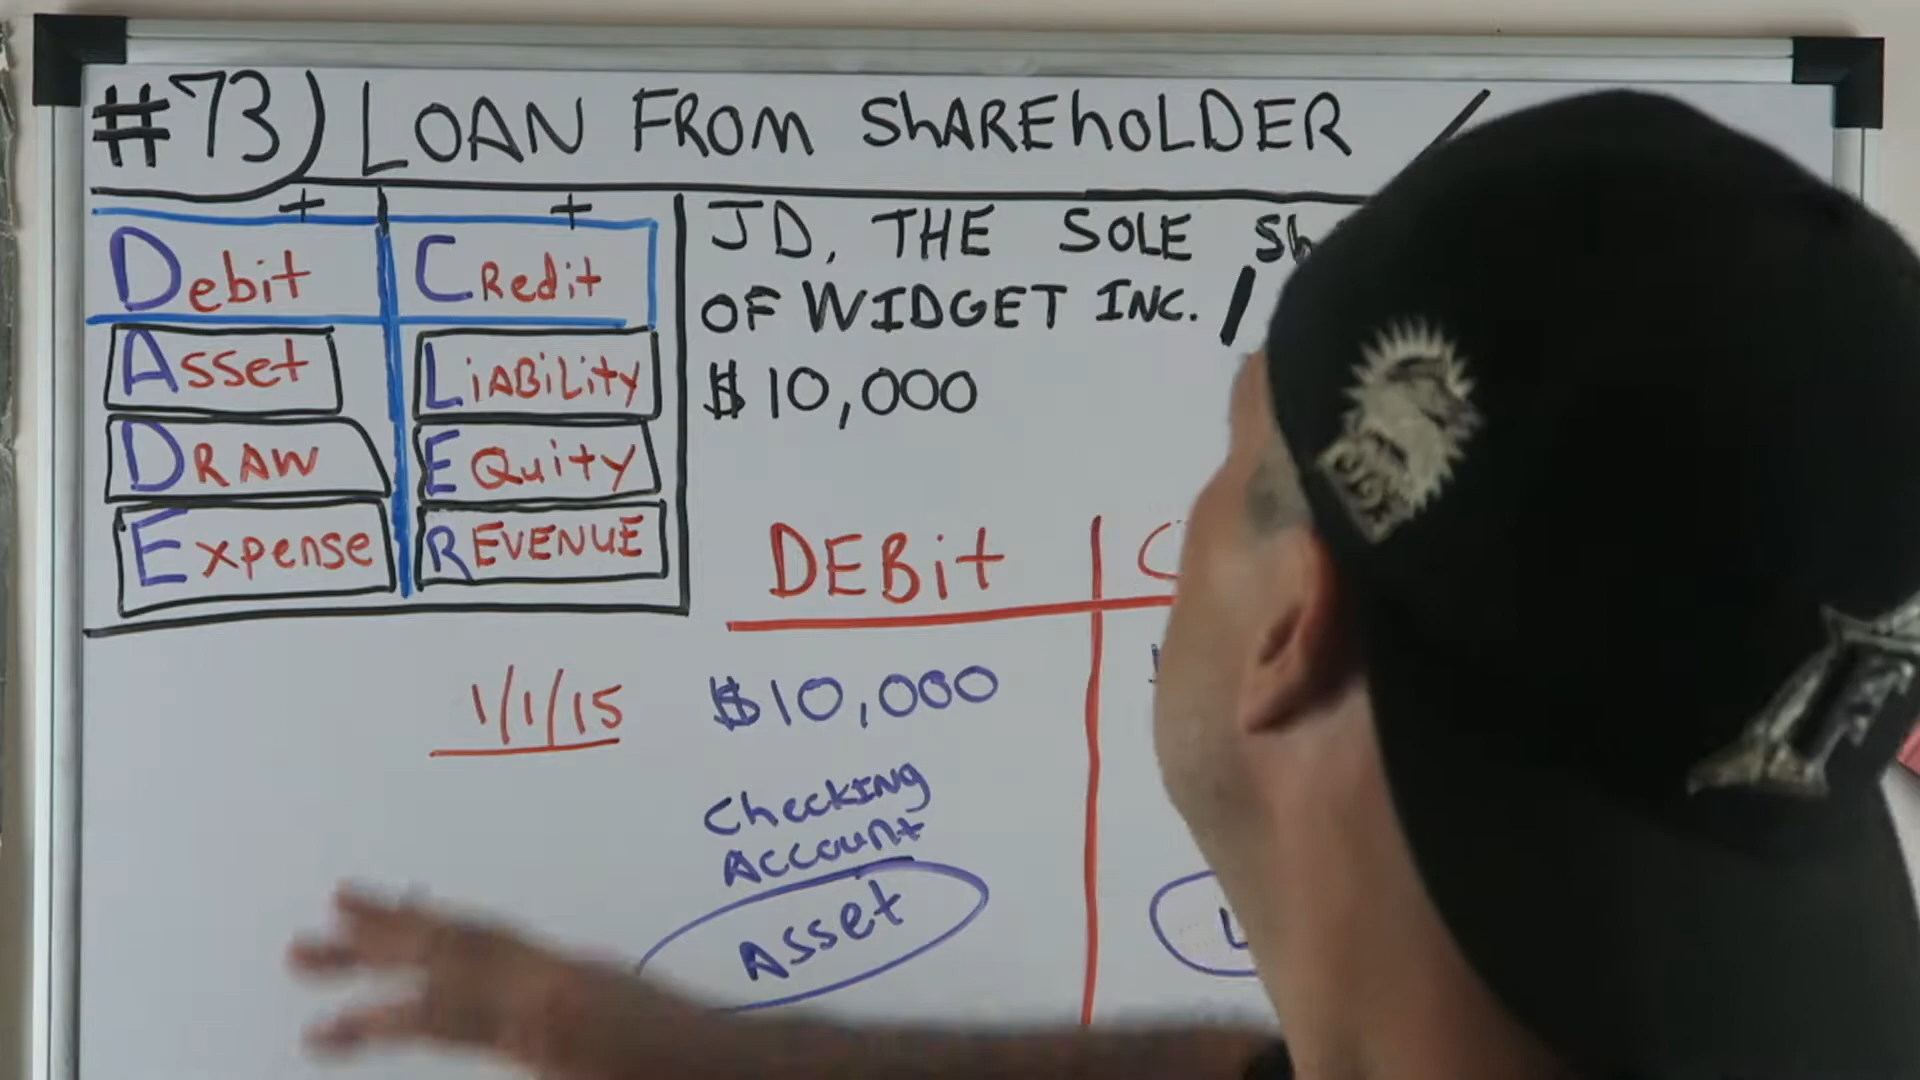 #73) LOAN FROM ShAREhOLDER /
+ +
Debit CRedit
Asset LiABiLity
DRAW EQuity
Expense REVENUE
JD, THE SOLE
OF WIDGET INC. /
$10,000
DEBit
1/1/15 $10,000
Checking
Account
Asset